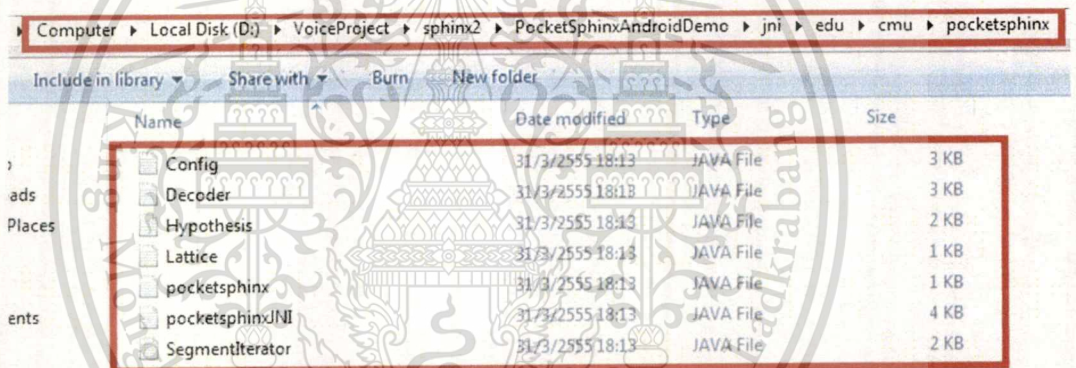 Computer ▸ Local Disk (D:) ▸ VoiceProject ▸ sphinx2 ▸ PocketSphinxAndroidDemo ▸ jni ▸ edu ▸ cmu ▸ pocketsphinx
Include in library Share with Burn New folder
Name Date modified Type Size
Config 31/3/2555 18:13 JAVA File 3 KB
ads Decoder 31/3/2555 18:13 JAVA File 3 KB
Places Hypothesis 31/3/2555 18:13 JAVA File 2 KB
Lattice 31/3/2555 18:13 JAVA File 1 KB
pocketsphinx 31/3/2555 18:13 JAVA File 1 KB
ents pocketsphinxJNI 31/3/2555 18:13 JAVA File 4 KB
SegmentIterator 31/3/2555 18:13 JAVA File 2 KB
King Mong
ladkrabang